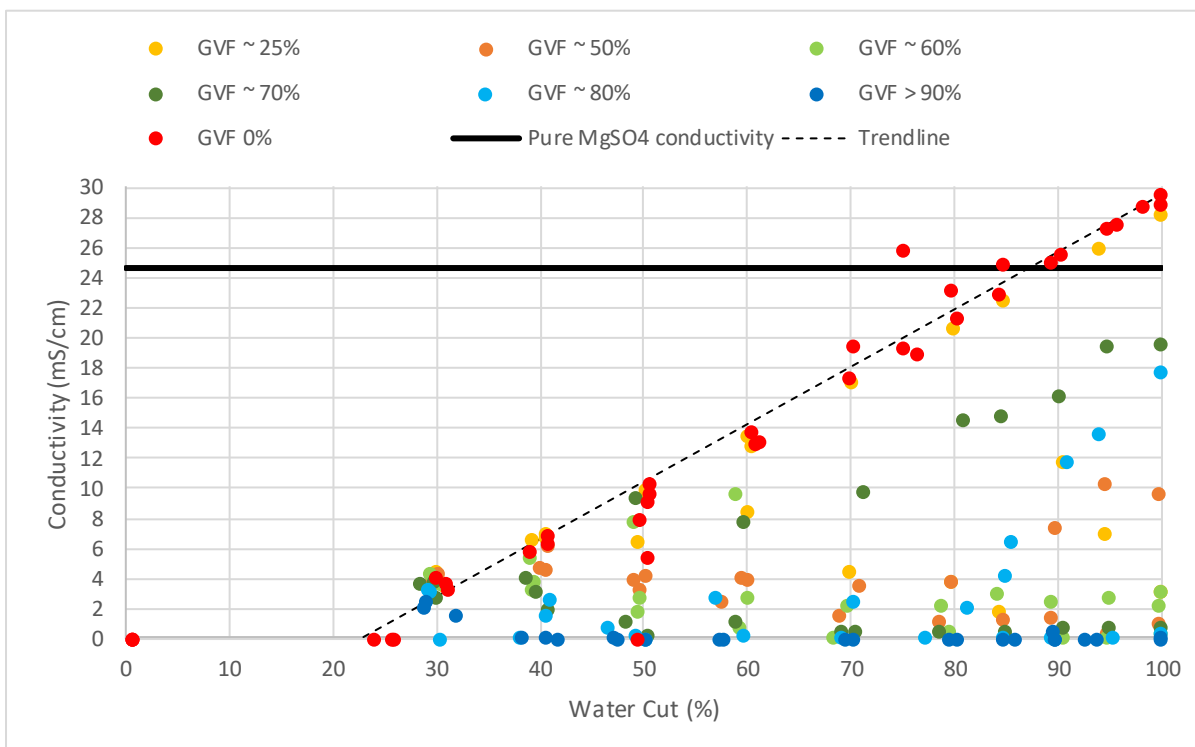 GVF ~ 25% GVF ~ 50% GVF ~ 60%
GVF ~ 70% GVF ~ 80% GVF > 90%
GVF 0% Pure MgSO4 conductivity Trendline
30
28
26
24
22
20
18
16
14
12
10
8
6
4
2
0
Conductivity (mS/cm)
0 10 20 30 40 50 60 70 80 90 100
Water Cut (%)